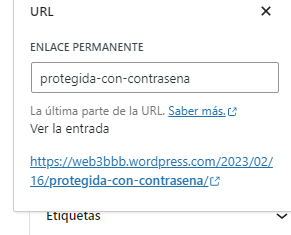 URL
ENLACE PERMANENTE
protegida-con-contrasena
La última parte de la URL. Saber más.
Ver la entrada
https://web3bbb.wordpress.com/2023/02/
16/protegida-con-contrasena/
Etiquetas